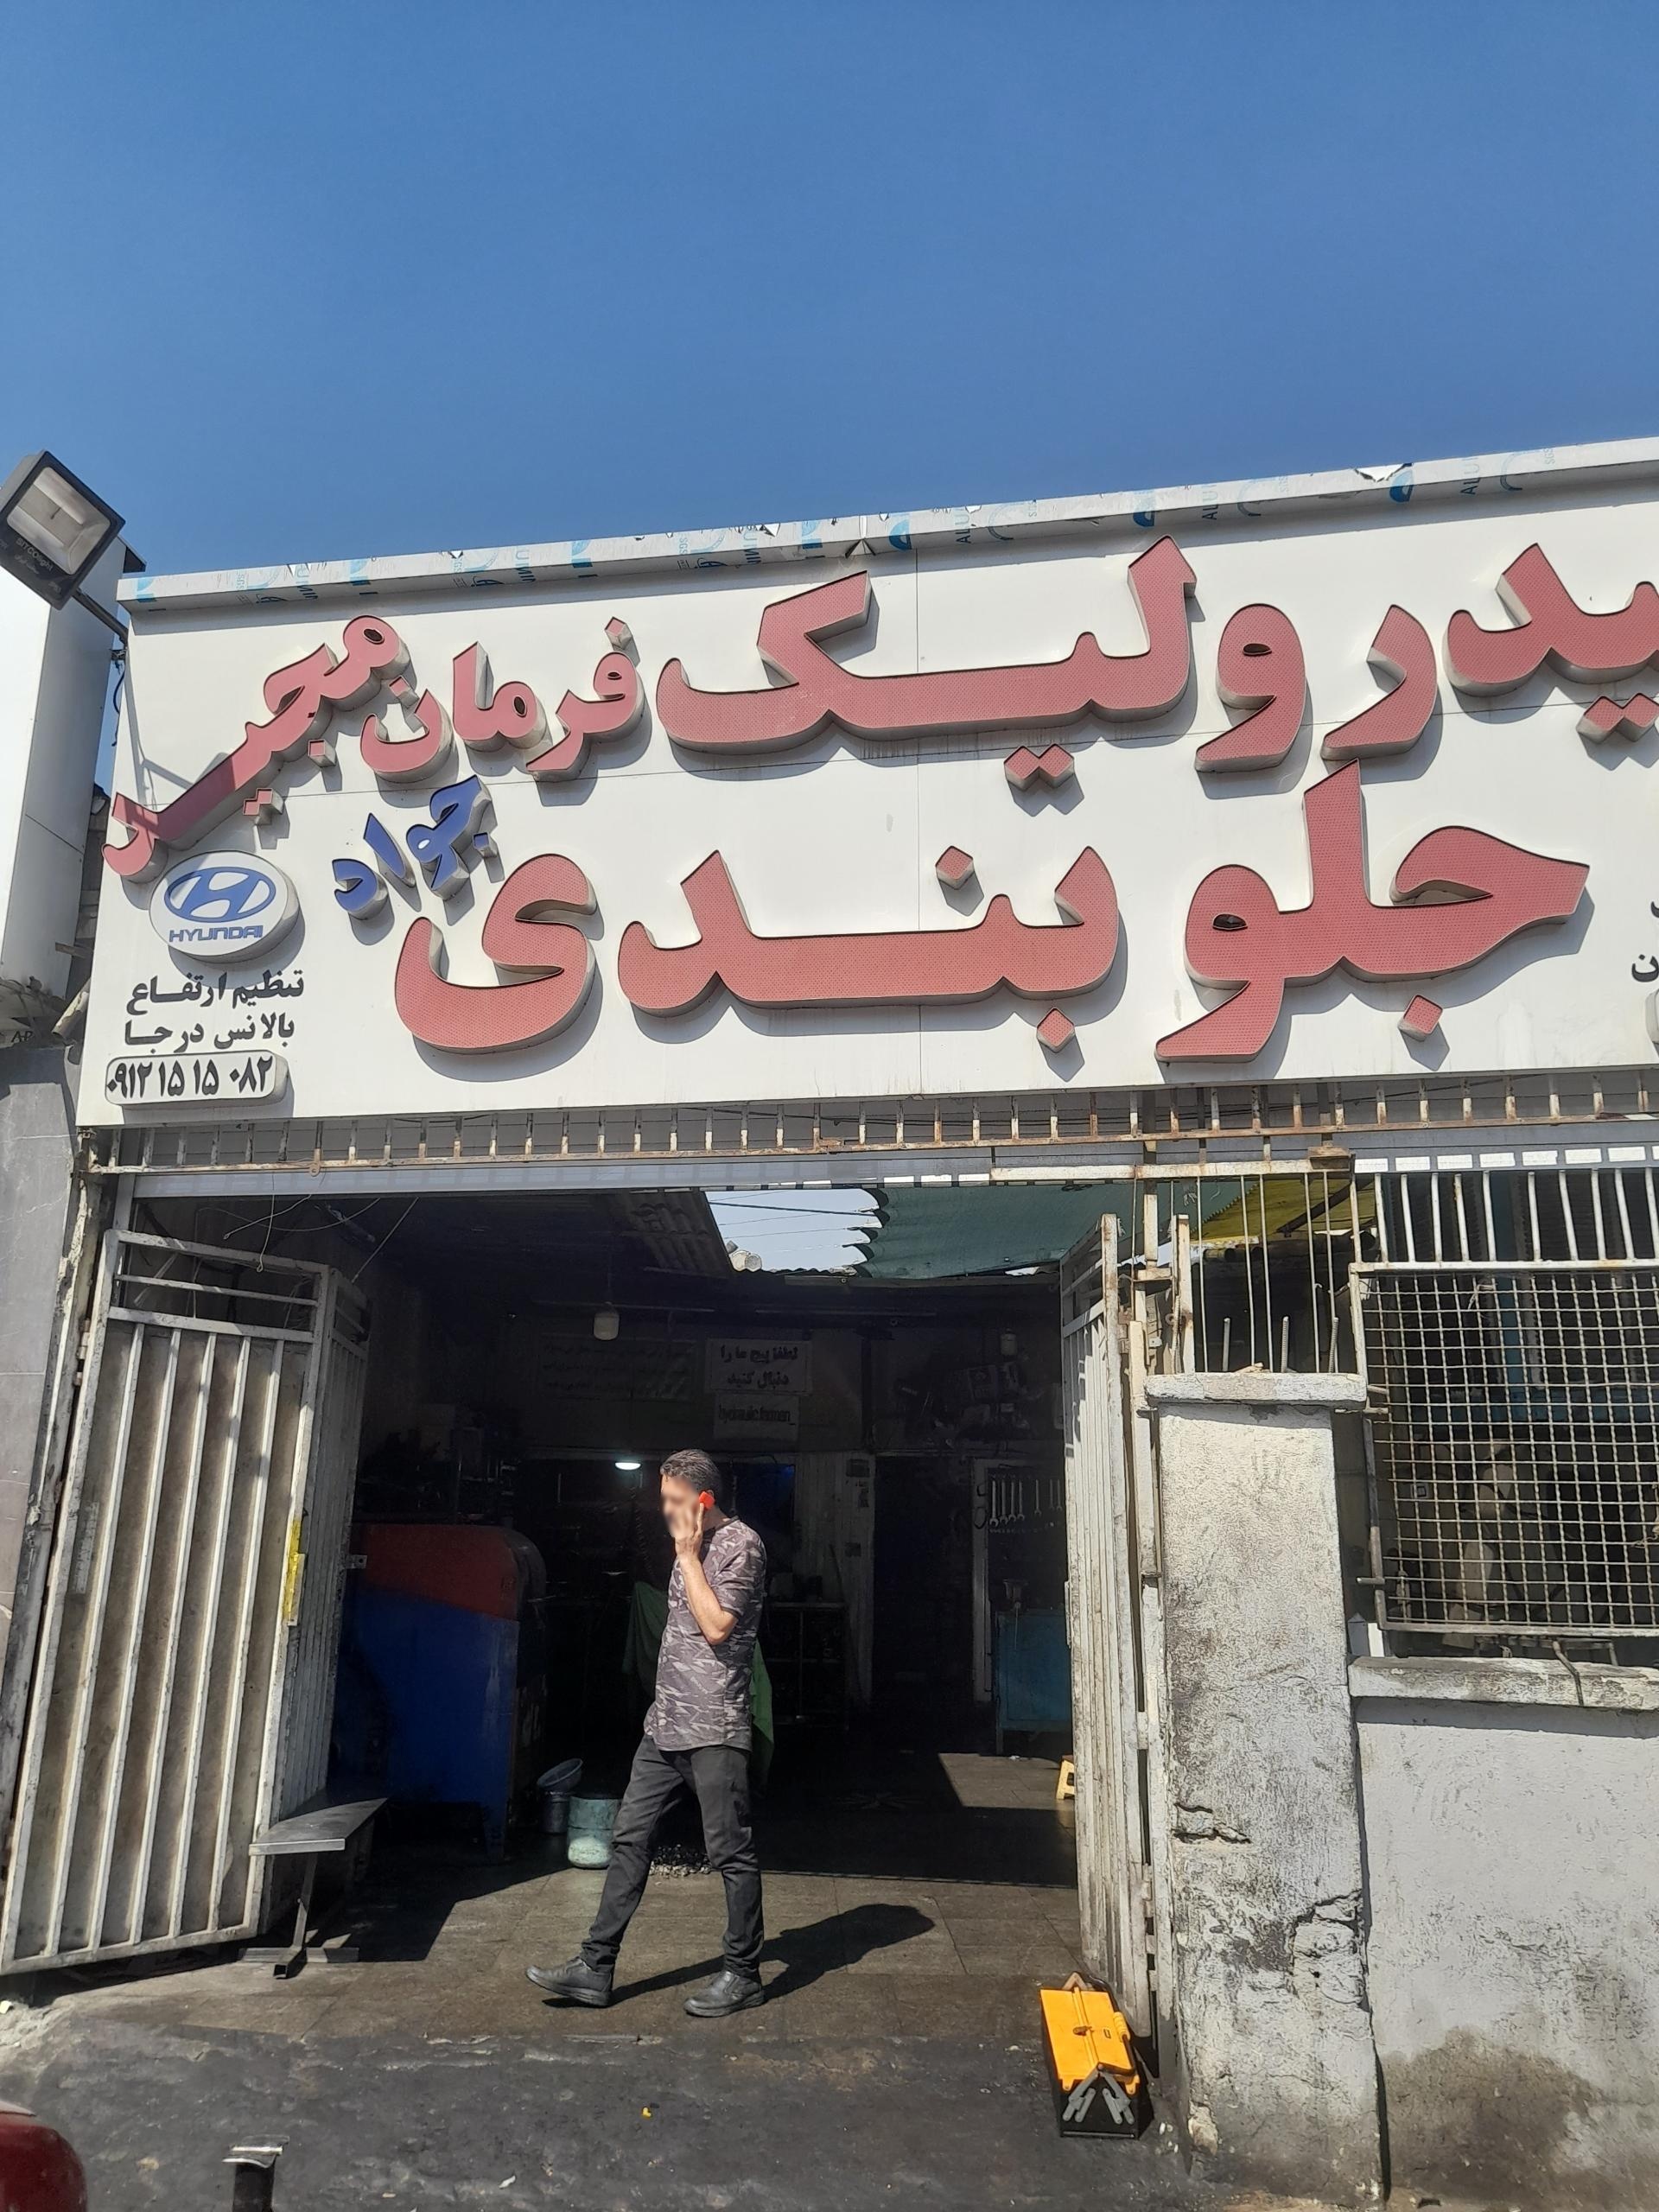 یدرولیک فرمان مجید
جلوبندی جواد
HYUNDAI
تنظیم ارتفاع
بالانس درجا
۰۹۱۲ ۱۵ ۱۵ ۰۸۲
لطفا پیج ما را
دنبال کنید